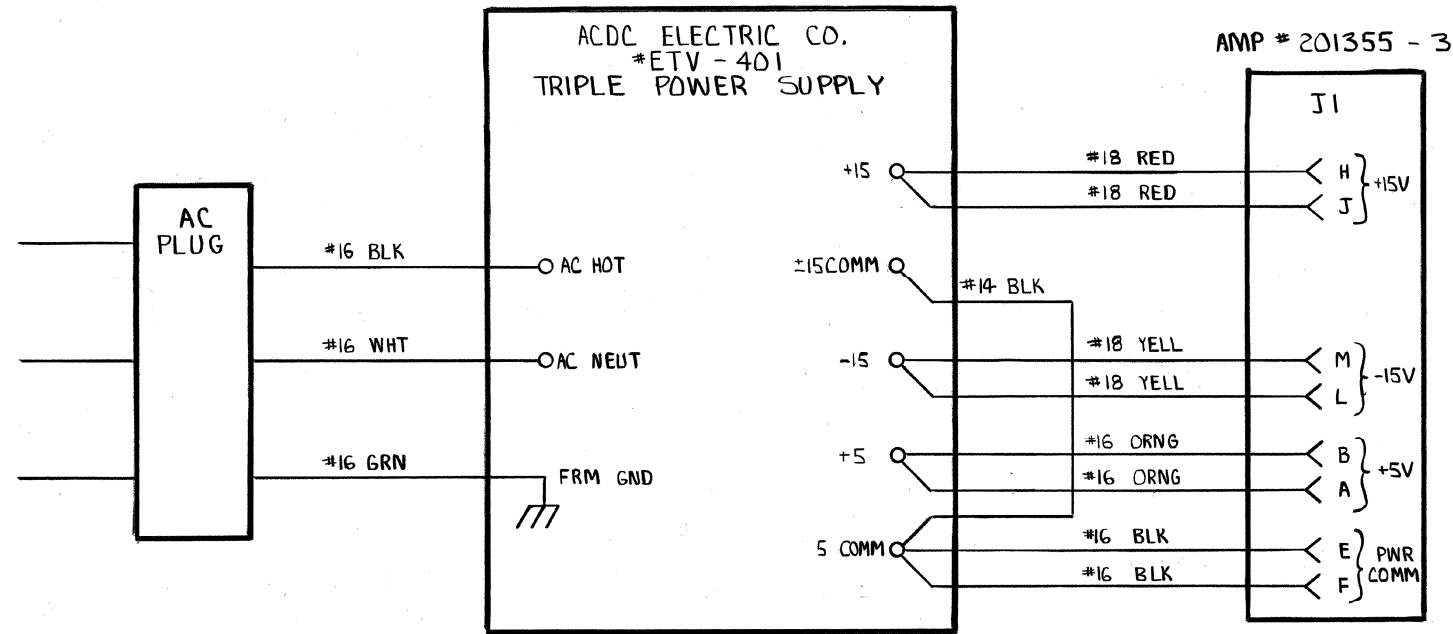 ACDC ELECTRIC CO.
#ETV - 401
TRIPLE POWER SUPPLY
AMP # 201355 - 3
J1
AC
PLUG
#16 BLK
AC HOT
#16 WHT
AC NEUT
#16 GRN
FRM GND
+15
±15COMM
#14 BLK
-15
+5
5 COMM
#18 RED
H
#18 RED
J
+15V
#18 YELL
M
#18 YELL
L
-15V
#16 ORNG
B
#16 ORNG
A
+5V
#16 BLK
E
#16 BLK
F
PWR
COMM